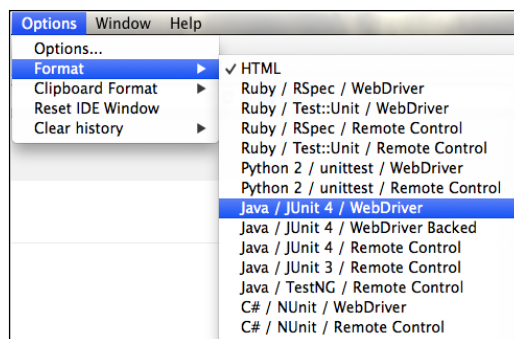 Options Window Help
Options...
Format
Clipboard Format
Reset IDE Window
Clear history
✓ HTML
Ruby / RSpec / WebDriver
Ruby / Test::Unit / WebDriver
Ruby / RSpec / Remote Control
Ruby / Test::Unit / Remote Control
Python 2 / unittest / WebDriver
Python 2 / unittest / Remote Control
Java / JUnit 4 / WebDriver
Java / JUnit 4 / WebDriver Backed
Java / JUnit 4 / Remote Control
Java / JUnit 3 / Remote Control
Java / TestNG / Remote Control
C# / NUnit / WebDriver
C# / NUnit / Remote Control